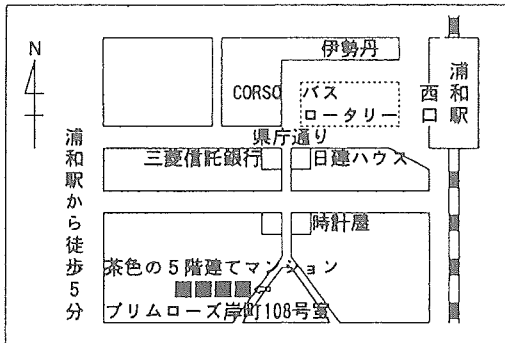 N
伊勢丹
浦和駅
西口
CORSO
バス
ロータリー
県庁通り
三菱信託銀行
日建ハウス
時計屋
茶色の5階建てマンション
プリムローズ岸町108号室
浦和駅から徒歩5分